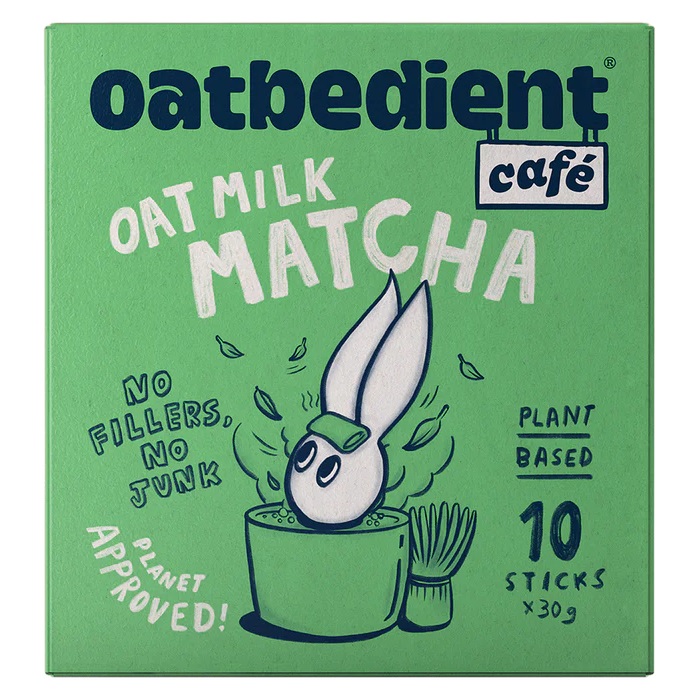 oatbedient®
café
OAT MILK
MATCHA
NO
FILLERS,
NO
JUNK
PLANET
APPROVED!
PLANT
BASED
10
STICKS
x30g